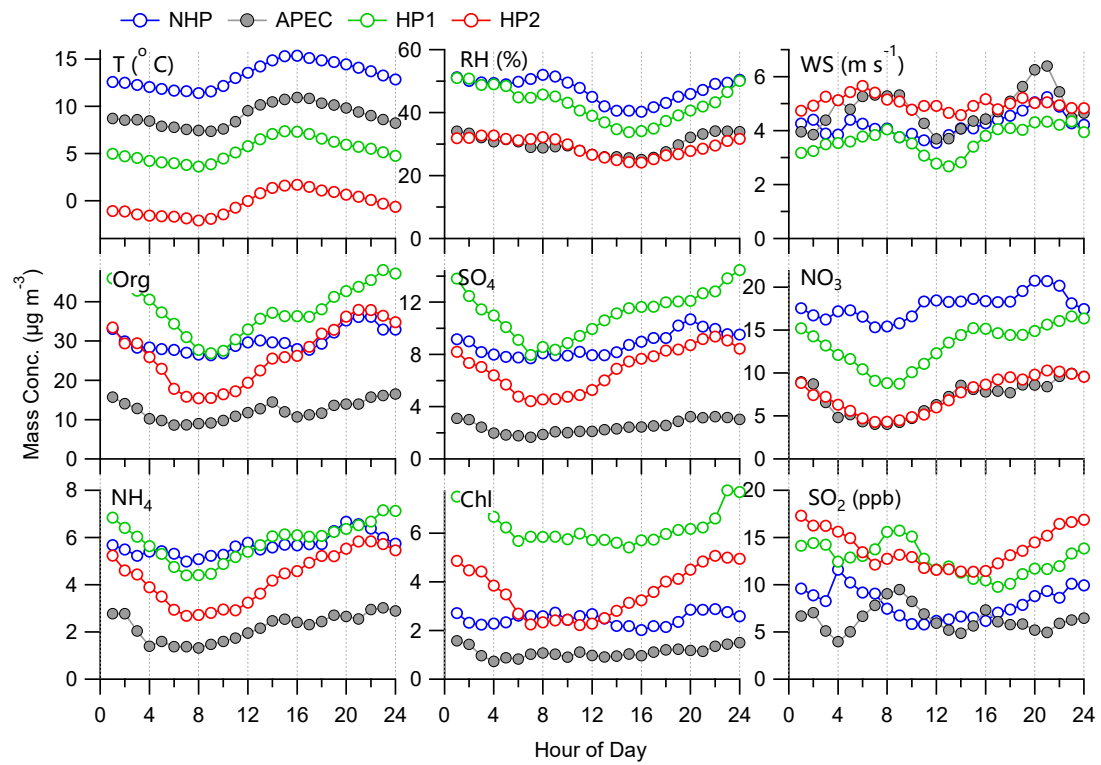 NHP APEC HP1 HP2
T (° C)
15
10
5
0
RH (%)
60
40
20
0
WS (m s⁻¹)
6
4
2
0
Mass Conc. (µg m⁻³)
Org
40
30
20
10
0
SO₄
12
8
4
0
NO₃
20
15
10
5
0
NH₄
8
6
4
2
0
0 4 8 12 16 20 24
Chl
6
4
2
0
0 4 8 12 16 20 24
SO₂ (ppb)
20
15
10
5
0
0 4 8 12 16 20 24
Hour of Day